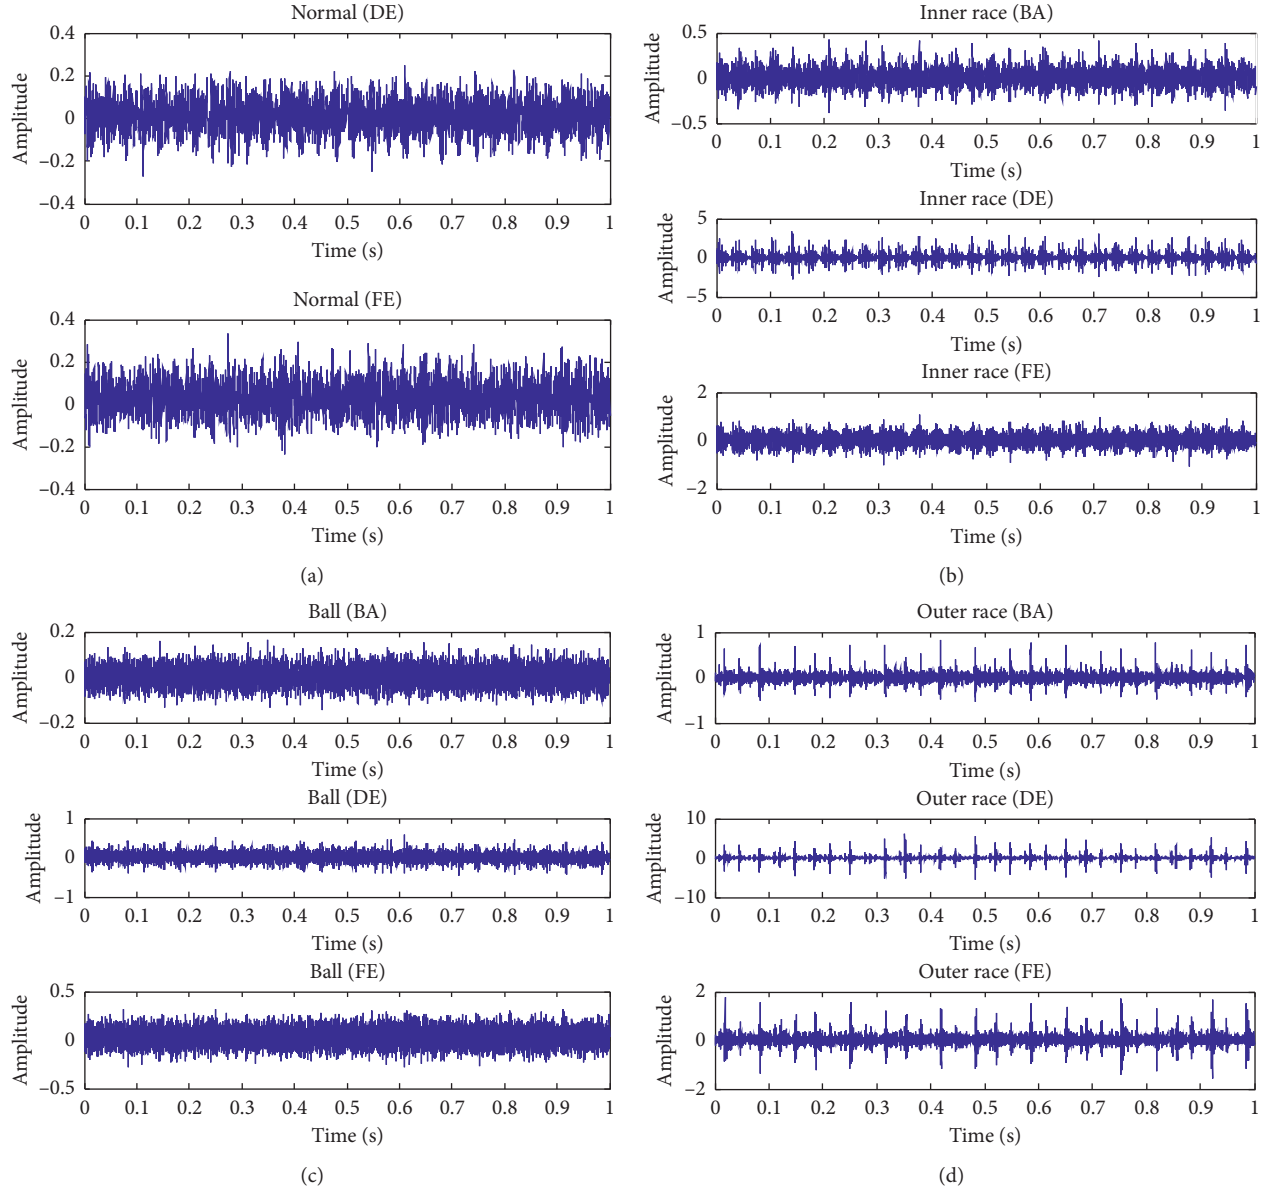 Normal (DE)
0.4
0.2
0
–0.2
–0.4
Amplitude
0 0.1 0.2 0.3 0.4 0.5 0.6 0.7 0.8 0.9 1
Time (s)
Normal (FE)
0.4
0.2
0
–0.2
–0.4
Amplitude
0 0.1 0.2 0.3 0.4 0.5 0.6 0.7 0.8 0.9 1
Time (s)
(a)
Inner race (BA)
0.5
0
–0.5
Amplitude
0 0.1 0.2 0.3 0.4 0.5 0.6 0.7 0.8 0.9 1
Time (s)
Inner race (DE)
5
0
–5
Amplitude
0 0.1 0.2 0.3 0.4 0.5 0.6 0.7 0.8 0.9 1
Time (s)
Inner race (FE)
2
0
–2
Amplitude
0 0.1 0.2 0.3 0.4 0.5 0.6 0.7 0.8 0.9 1
Time (s)
(b)
Ball (BA)
0.2
0
–0.2
Amplitude
0 0.1 0.2 0.3 0.4 0.5 0.6 0.7 0.8 0.9 1
Time (s)
Ball (DE)
1
0
–1
Amplitude
0 0.1 0.2 0.3 0.4 0.5 0.6 0.7 0.8 0.9 1
Time (s)
Ball (FE)
0.5
0
–0.5
Amplitude
0 0.1 0.2 0.3 0.4 0.5 0.6 0.7 0.8 0.9 1
Time (s)
(c)
Outer race (BA)
1
0
–1
Amplitude
0 0.1 0.2 0.3 0.4 0.5 0.6 0.7 0.8 0.9 1
Time (s)
Outer race (DE)
10
0
–10
Amplitude
0 0.1 0.2 0.3 0.4 0.5 0.6 0.7 0.8 0.9 1
Time (s)
Outer race (FE)
2
0
–2
Amplitude
0 0.1 0.2 0.3 0.4 0.5 0.6 0.7 0.8 0.9 1
Time (s)
(d)